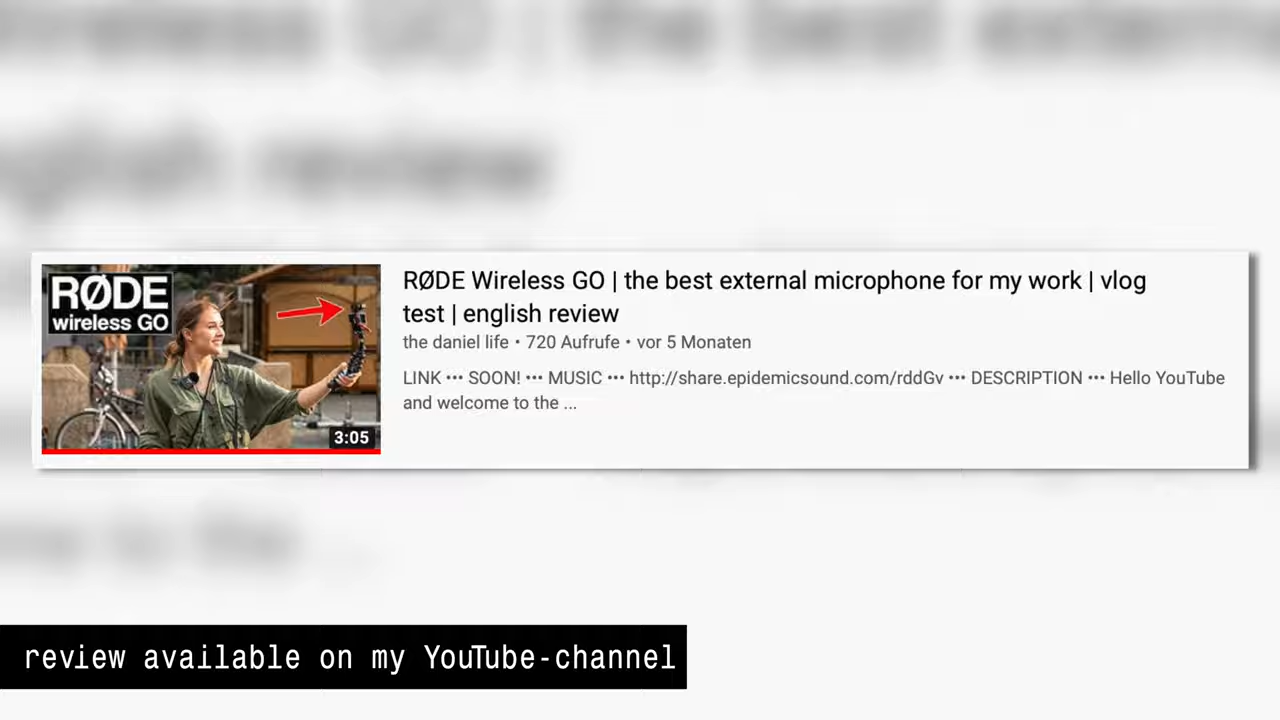 RØDE
wireless GO
3:05
RØDE Wireless GO | the best external microphone for my work | vlog
test | english review
the daniel life • 720 Aufrufe • vor 5 Monaten
LINK ••• SOON! ••• MUSIC ••• http://share.epidemicsound.com/rddGv ••• DESCRIPTION ••• Hello YouTube
and welcome to the ...
review available on my YouTube-channel